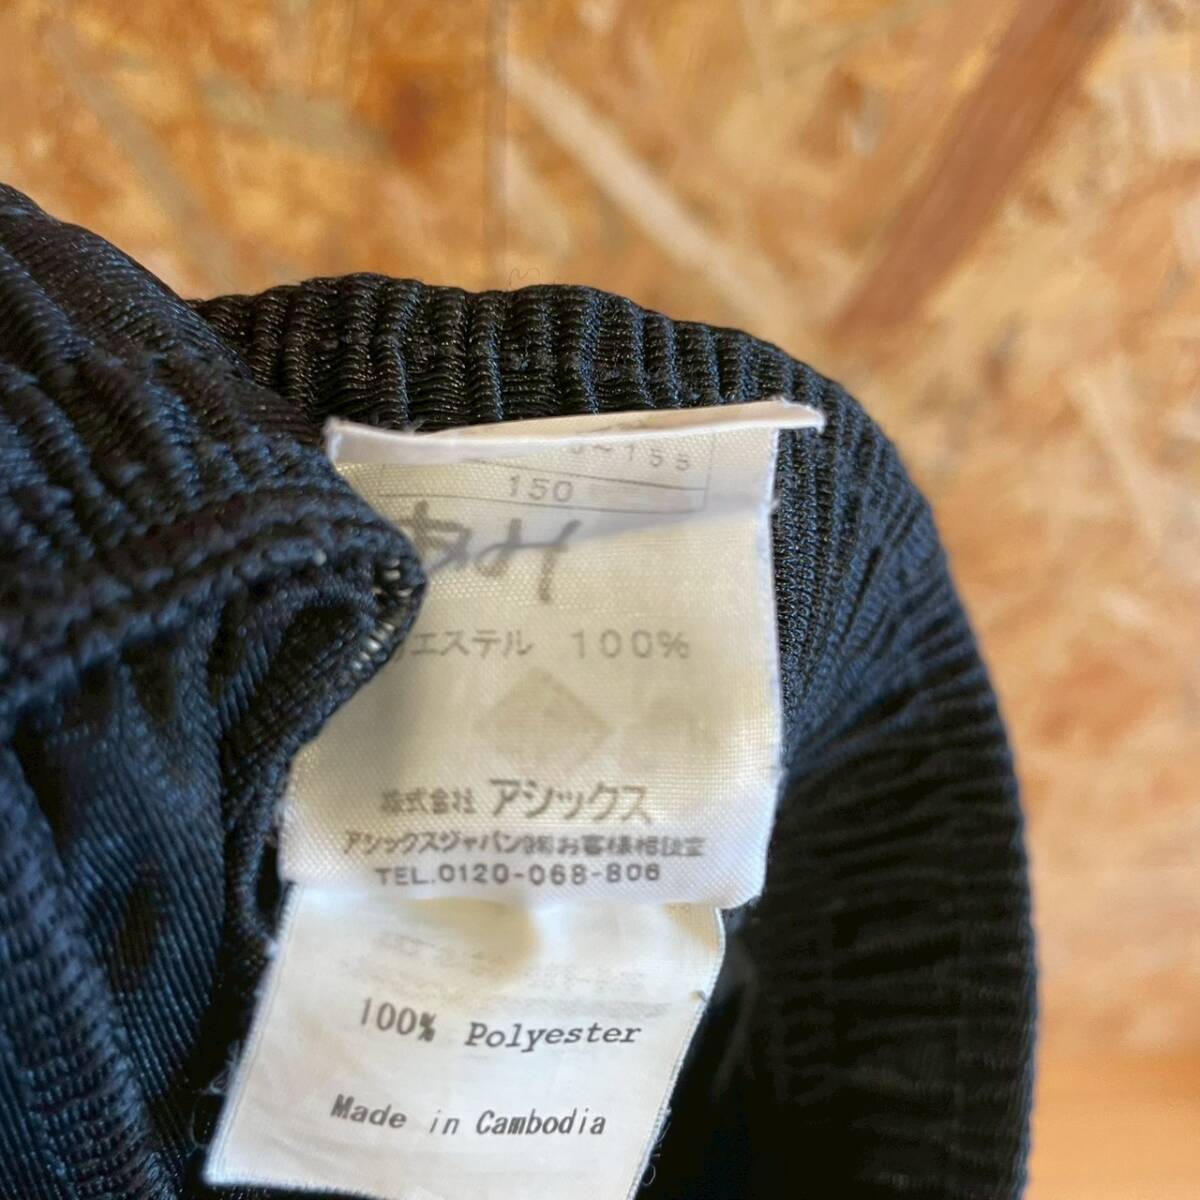 ~155
150
エステル 100%
株式会社 アシックス
アシックスジャパン㈱お客様相談室
TEL.0120-068-806
100% Polyester
Made in Cambodia